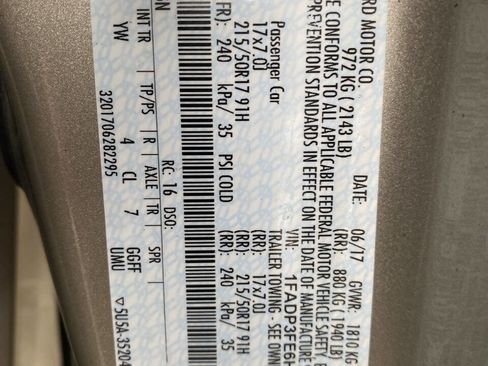 RD MOTOR CO. DATE: 06/17 GVWR: 1810 KG
972 KG ( 2143 LB) (RR): 880 KG ( 1940 LB)
E CONFORMS TO ALL APPLICABLE FEDERAL MOTOR VEHICLE SAFETY
PREVENTION STANDARDS IN EFFECT ON THE DATE OF MANUFACTURE
VIN: 1FADP3FE6H
Passenger Car TRAILER TOWING - SEE OWN
17x7.0J (RR): 17x7.0J
215/50R17 91H (RR): 215/50R17 91H
FR): 240 kPa/ 35 PSI COLD (RR): 240 kPa/ 35
RC: 16 DSO:
INT TR TP/PS R AXLE TR SPR
YW 4 CL 7 GGFF
UMU
3201706282295 ▽5U5A-35204